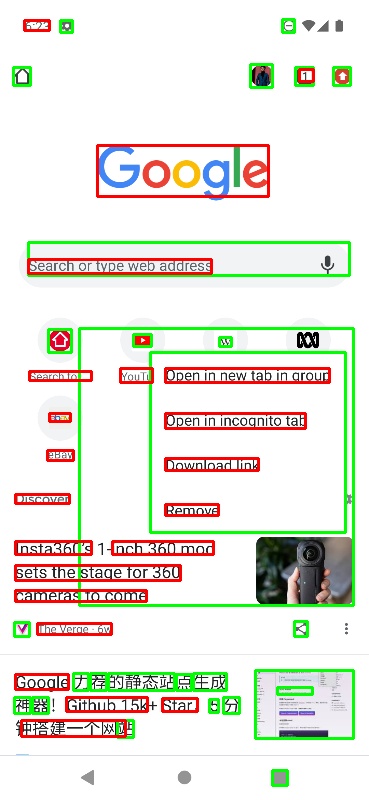 5:23
1
Google
Search or type web address
Search for
YouTu
Open in new tab in group
Open in incognito tab
eBay
Download link
Discover
Remove
Insta360's 1-inch 360 mod
sets the stage for 360
cameras to come
The Verge · 6w
Google 力荐的静态站点生成
神器！Github 15k+ Star，5 分
钟搭建一个网站